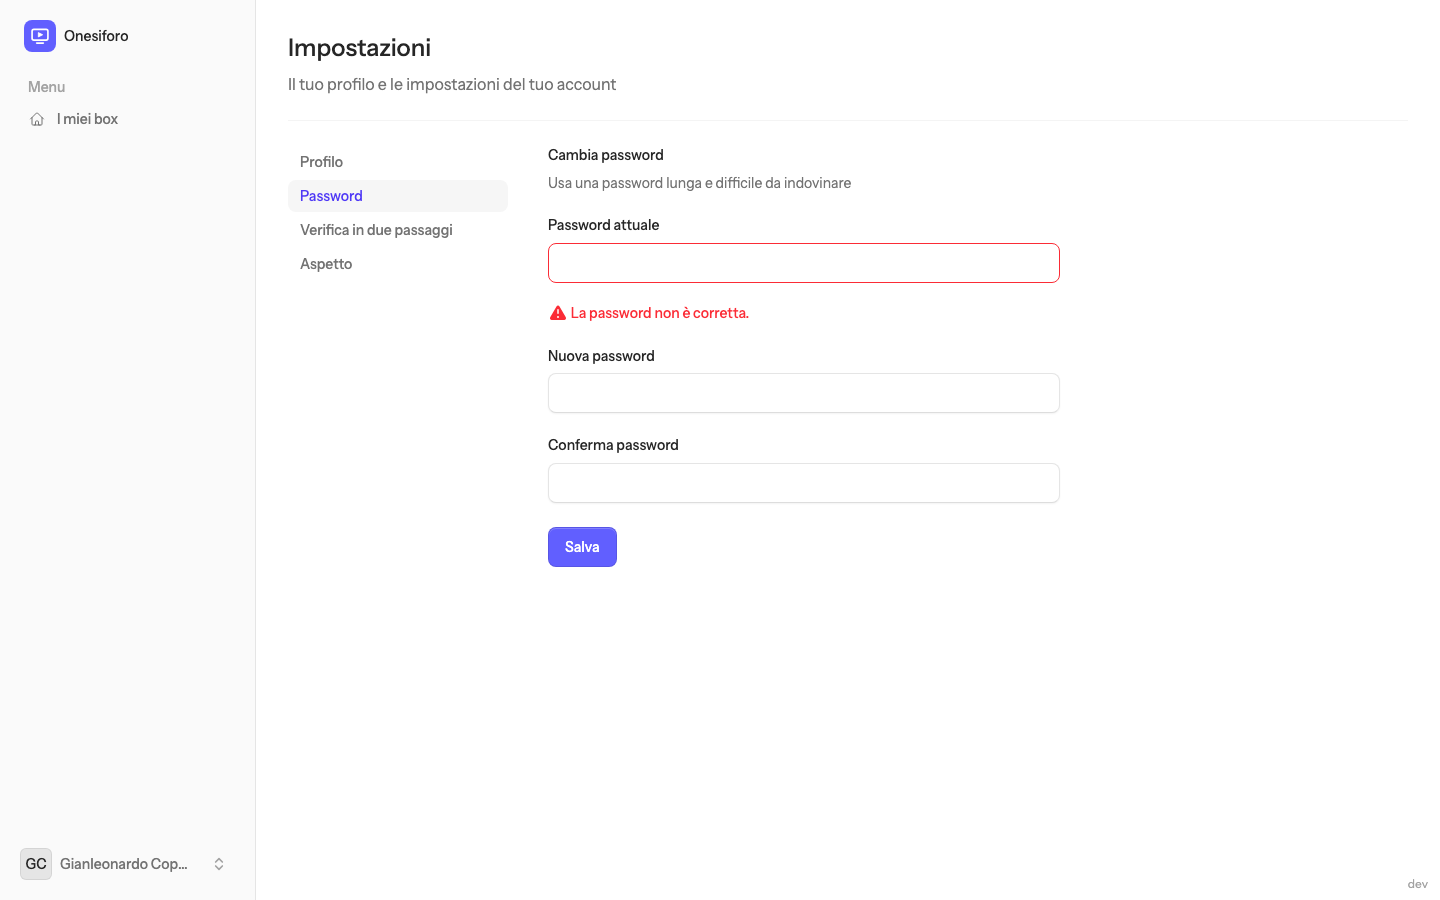 Onesiforo
Menu
I miei box
Impostazioni
Il tuo profilo e le impostazioni del tuo account
Profilo
Password
Verifica in due passaggi
Aspetto
Cambia password
Usa una password lunga e difficile da indovinare
Password attuale
La password non è corretta.
Nuova password
Conferma password
Salva
GC
Gianleonardo Cop...
dev